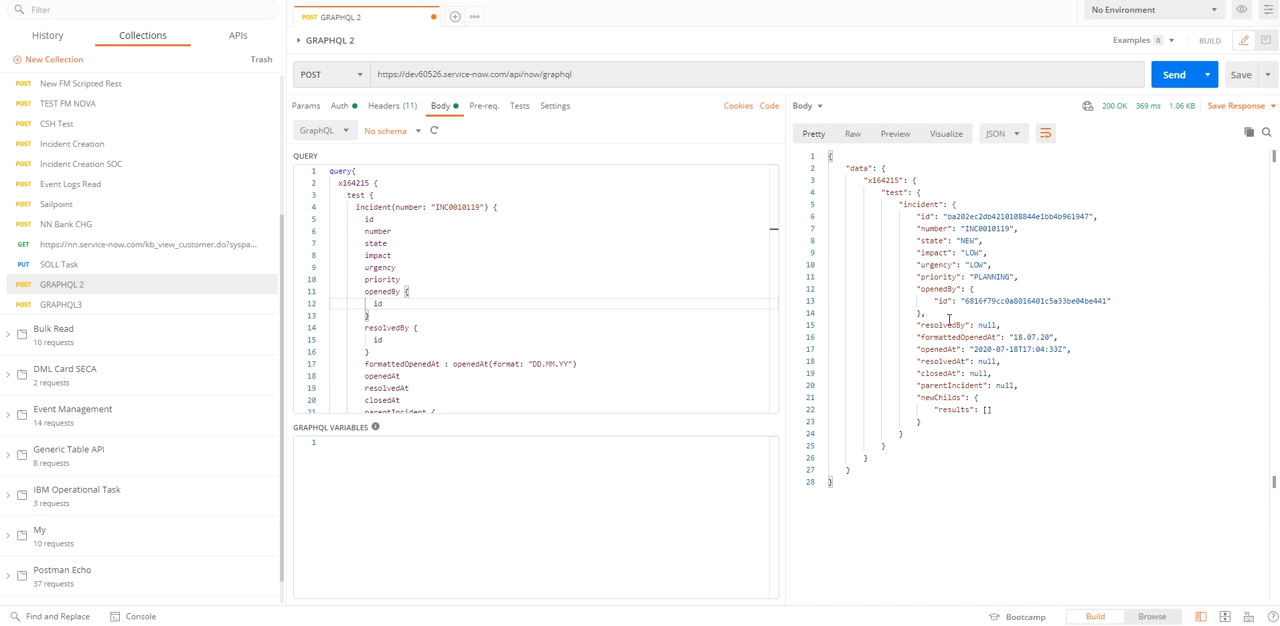 Filter
History Collections APIs
New Collection Trash
POST New FM Scripted Rest
POST TEST FM NOVA
POST CSH Test
POST Incident Creation
POST Incident Creation SOC
POST Event Logs Read
POST Sailpoint
POST NN Bank CHG
GET https://nn.service-now.com/kb_view_customer.do?syspa...
PUT SOLL Task
POST GRAPHQL 2
POST GRAPHQL3
Bulk Read
10 requests
DML Card SECA
2 requests
Event Management
14 requests
Generic Table API
8 requests
IBM Operational Task
3 requests
My
10 requests
Postman Echo
37 requests
POST GRAPHQL 2
No Environment
GRAPHQL 2
Examples 0 BUILD
POST https://dev60526.service-now.com/api/now/graphql
Send Save
Params Auth Headers (11) Body Pre-req. Tests Settings Cookies Code
GraphQL No schema
QUERY
1 query{
2 x164215 {
3 test {
4 incident(number: "INC0010119") {
5 id
6 number
7 state
8 impact
9 urgency
10 priority
11 openedBy {
12 id
13 }
14 resolvedBy {
15 id
16 }
17 formattedOpenedAt : openedAt(format: "DD.MM.YY")
18 openedAt
19 resolvedAt
20 closedAt
21 parentIncident {
GRAPHQL VARIABLES
1
Body 200 OK 369 ms 1.06 KB Save Response
Pretty Raw Preview Visualize JSON
1 {
2 "data": {
3 "x164215": {
4 "test": {
5 "incident": {
6 "id": "ba202ec2db4210108844e1bb4b961947",
7 "number": "INC0010119",
8 "state": "NEW",
9 "impact": "LOW",
10 "urgency": "LOW",
11 "priority": "PLANNING",
12 "openedBy": {
13 "id": "6816f79cc0a8016401c5a33be04be441"
14 },
15 "resolvedBy": null,
16 "formattedOpenedAt": "18.07.20",
17 "openedAt": "2020-07-18T17:04:33Z",
18 "resolvedAt": null,
19 "closedAt": null,
20 "parentIncident": null,
21 "newChilds": {
22 "results": []
23 }
24 }
25 }
26 }
27 }
28 }
Find and Replace Console
Bootcamp Build Browse